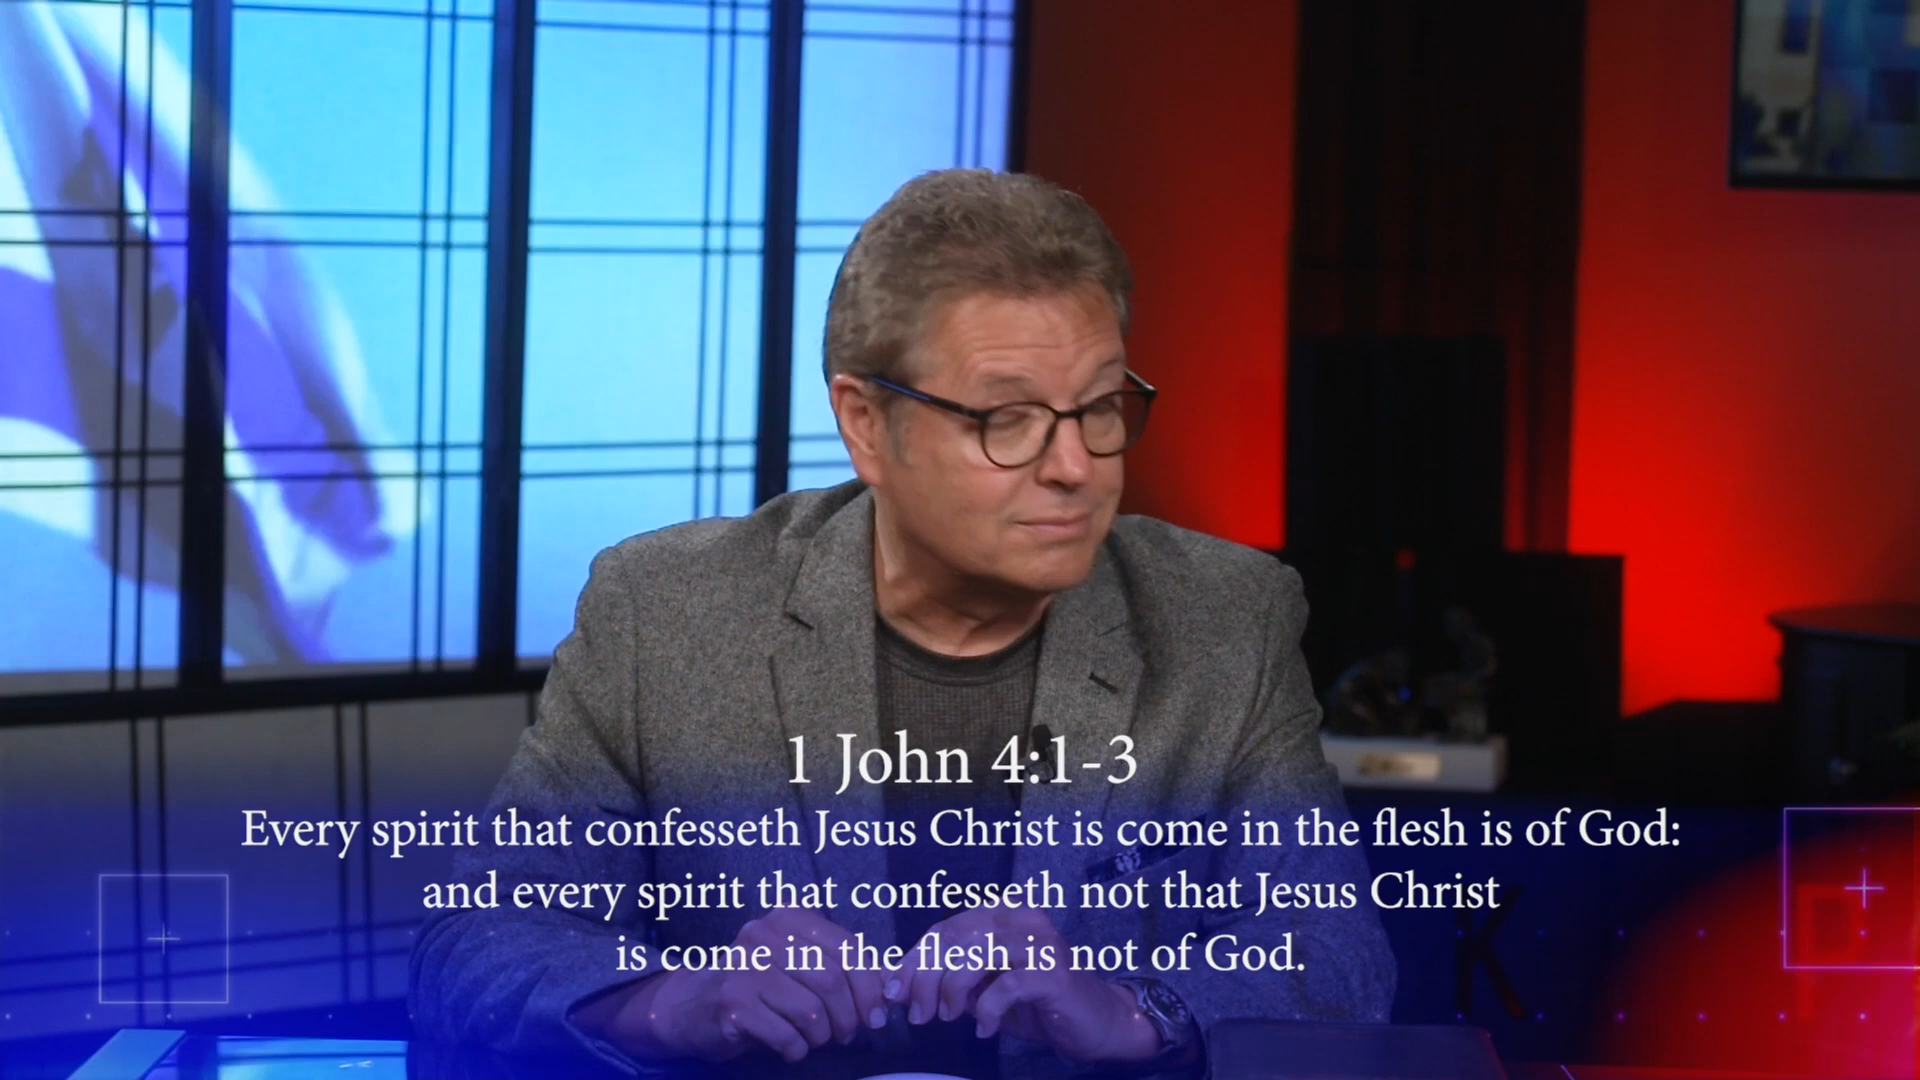 1 John 4:1-3
Every spirit that confesseth Jesus Christ is come in the flesh is of God:
and every spirit that confesseth not that Jesus Christ
is come in the flesh is not of God.